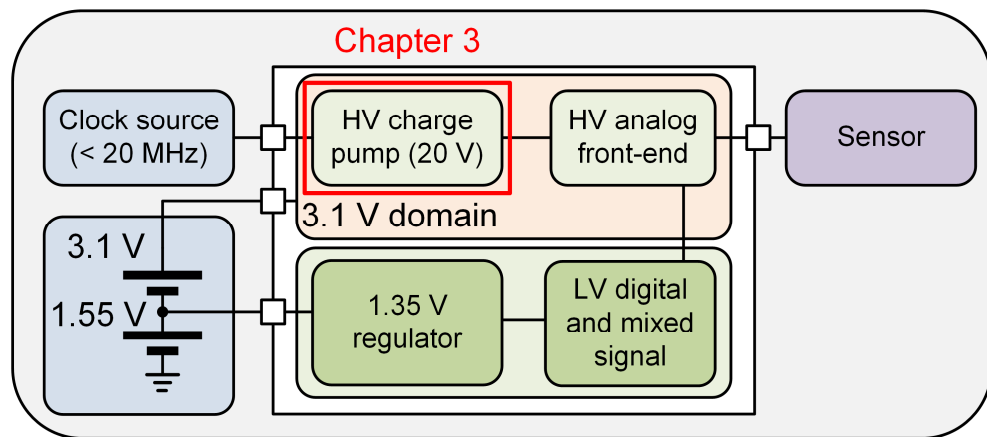 Chapter 3
Clock source
(< 20 MHz)
HV charge
pump (20 V)
HV analog
front-end
Sensor
3.1 V domain
3.1 V
1.55 V
1.35 V
regulator
LV digital
and mixed
signal